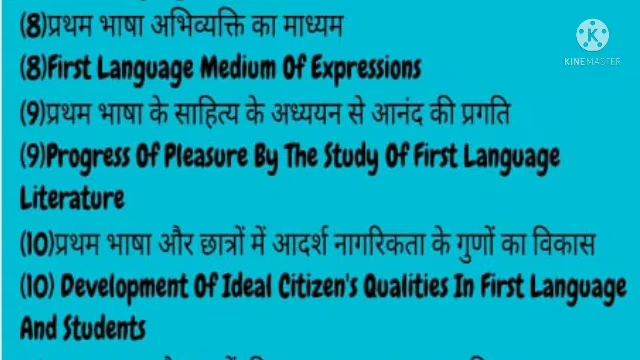 (8)प्रथम भाषा अभिव्यक्ति का माध्यम
(8)First Language Medium Of Expressions
(9)प्रथम भाषा के साहित्य के अध्ययन से आनंद की प्रगति
(9)Progress Of Pleasure By The Study Of First Language
Literature
(10)प्रथम भाषा और छात्रों में आदर्श नागरिकता के गुणों का विकास
(10) Development Of Ideal Citizen's Qualities In First Language
And Students
K
KINEMASTER